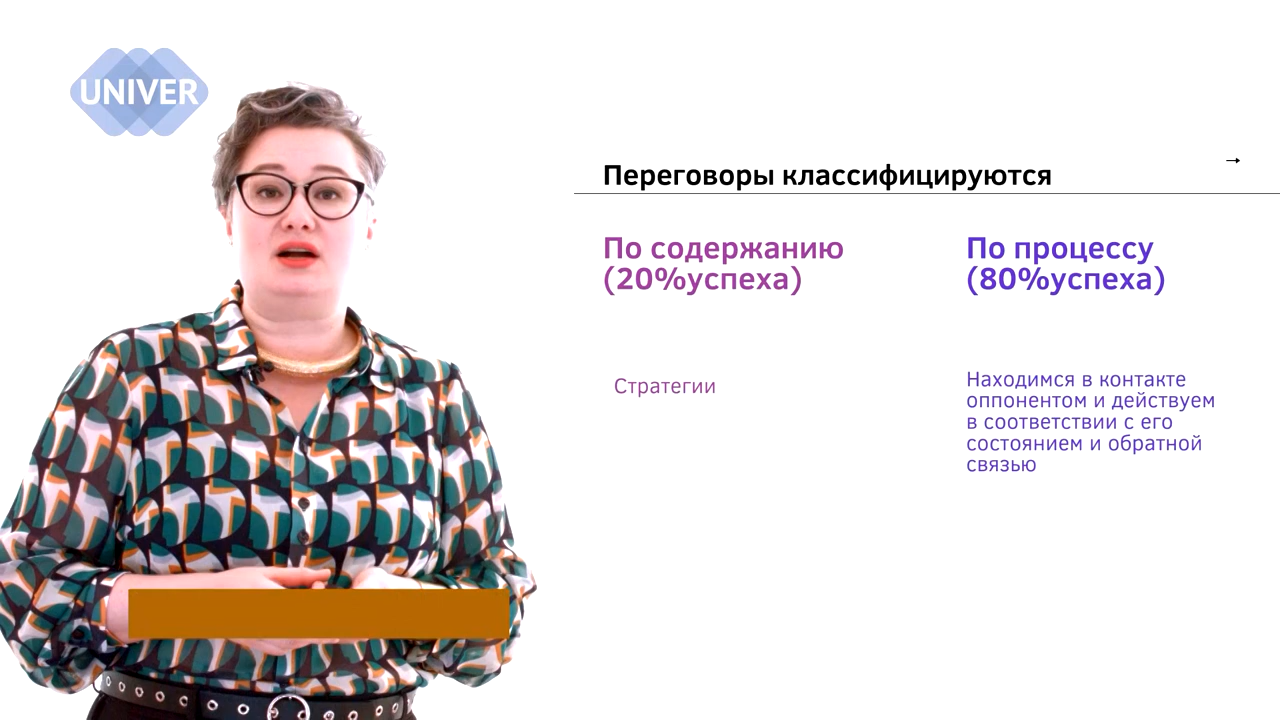 UNIVER
Переговоры классифицируются
По содержанию
(20%успеха)
По процессу
(80%успеха)
Стратегии
Находимся в контакте
оппонентом и действуем
в соответствии с его
состоянием и обратной
связью